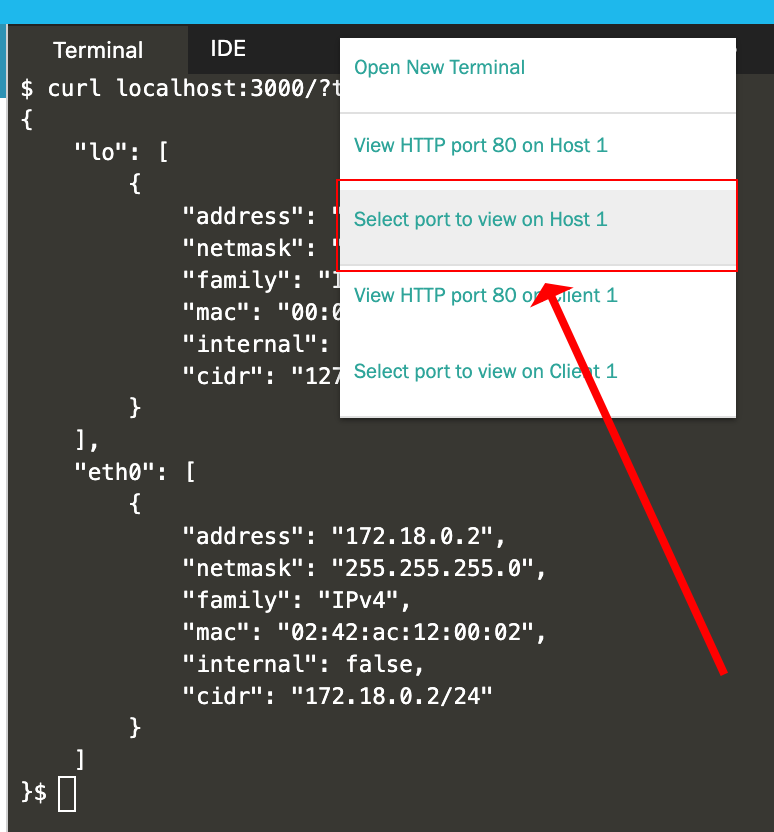 Terminal
IDE
$ curl localhost:3000/?t
{
"lo": [
{
"address": "
"netmask": "
"family": "I
"mac": "00:0
"internal":
"cidr": "127
}
],
"eth0": [
{
"address": "172.18.0.2",
"netmask": "255.255.255.0",
"family": "IPv4",
"mac": "02:42:ac:12:00:02",
"internal": false,
"cidr": "172.18.0.2/24"
}
]
}$
Open New Terminal
View HTTP port 80 on Host 1
Select port to view on Host 1
View HTTP port 80 on Client 1
Select port to view on Client 1